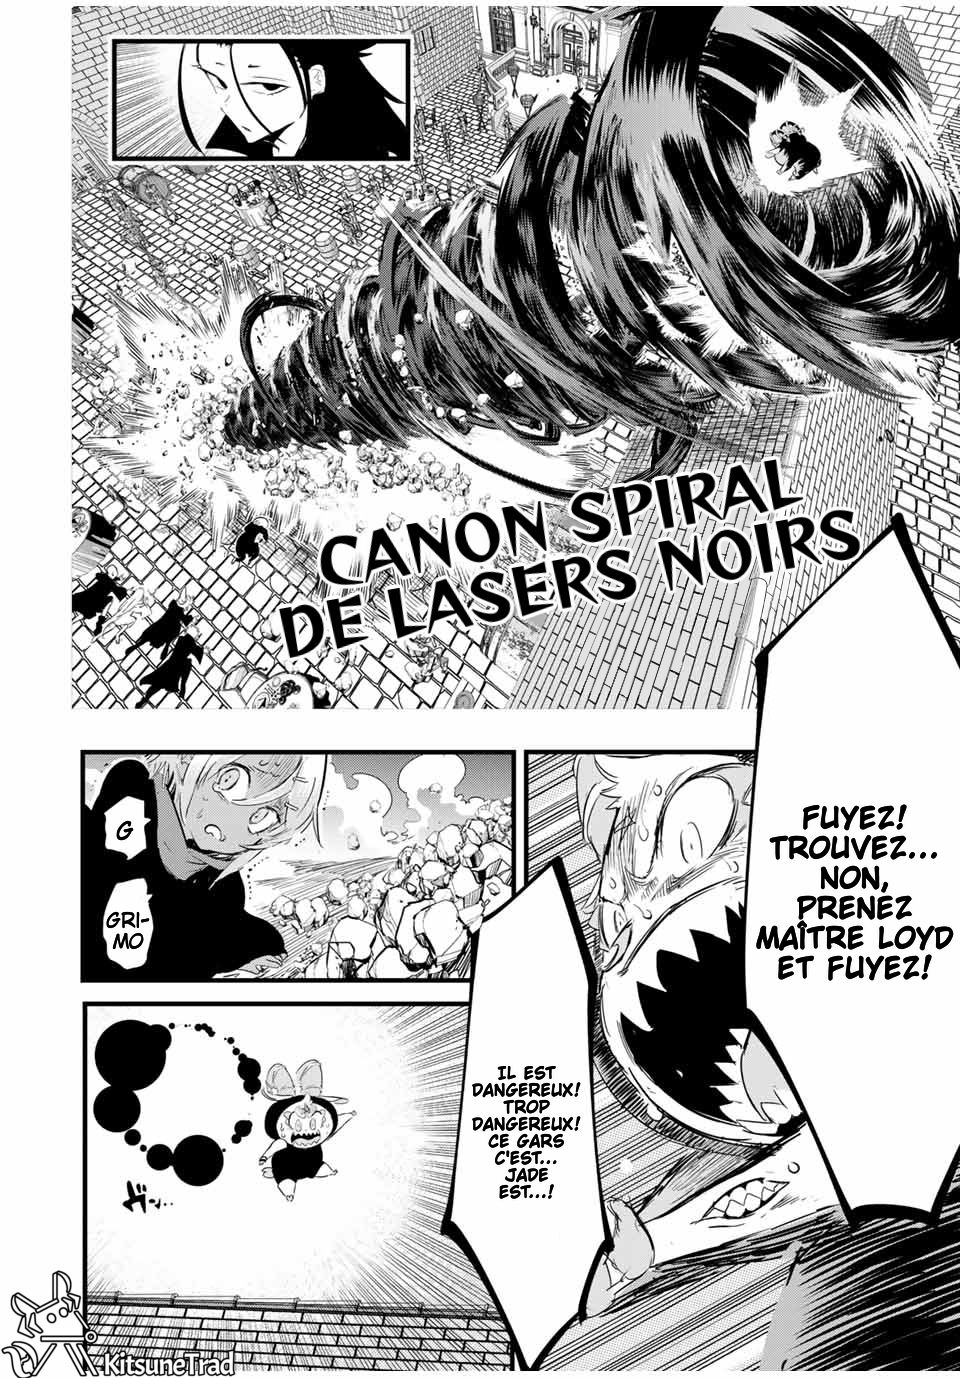 CANON SPIRAL
DE LASERS NOIRS
FUYEZ!
TROUVEZ...
NON,
PRENEZ
MAÎTRE LOYD
ET FUYEZ!
G
GRI-
MO
IL EST
DANGEREUX!
TROP
DANGEREUX!
CE GARS
C'EST...
JADE
EST...!
KitsuneTrad